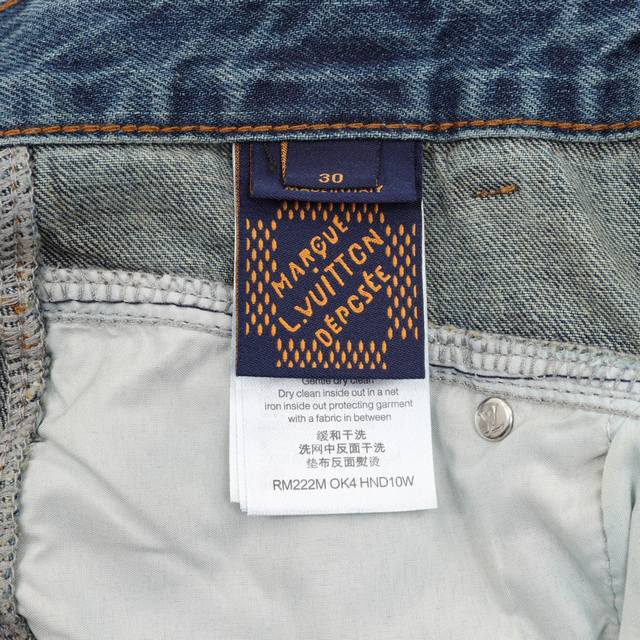 30
MADE IN ITALY
MARQUE
L.VUITTON
DÉPOSÉE
Gentle dry clean
Dry clean inside out in a net
iron inside out protecting garment
with a fabric in between
缓和干洗
洗网中反面干洗
垫布反面熨烫
RM222M OK4 HND10W
LV